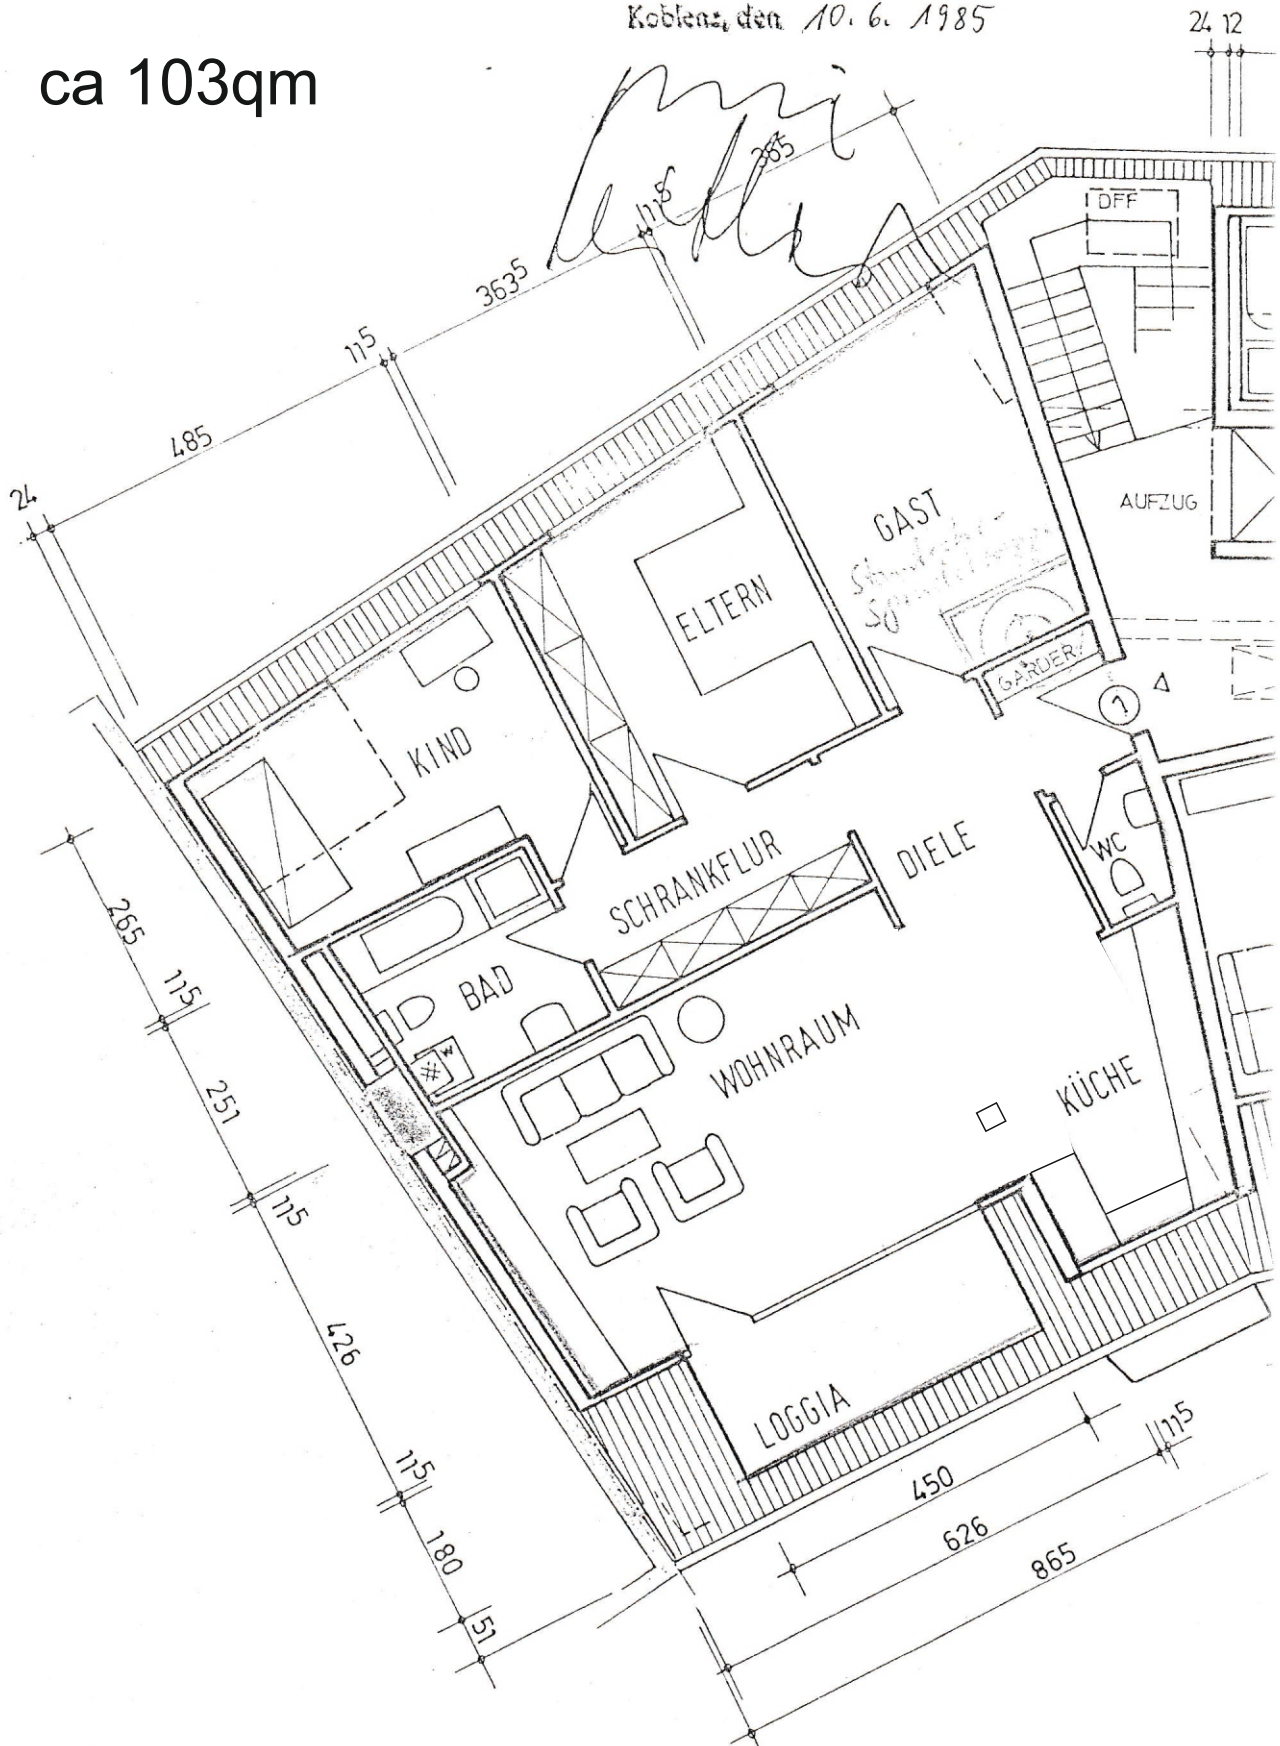 Koblenz, den 10. 6. 1985
24 12
ca 103qm
385
11⁵
363⁵
11⁵
485
24
DFF
AUFZUG
GAST
ELTERN
GARDER.
1
KIND
WC
DIELE
SCHRANKFLUR
BAD
W
WOHNRAUM
KÜCHE
LOGGIA
265
11⁵
251
11⁵
426
11⁵
180
51
450
11⁵
626
865